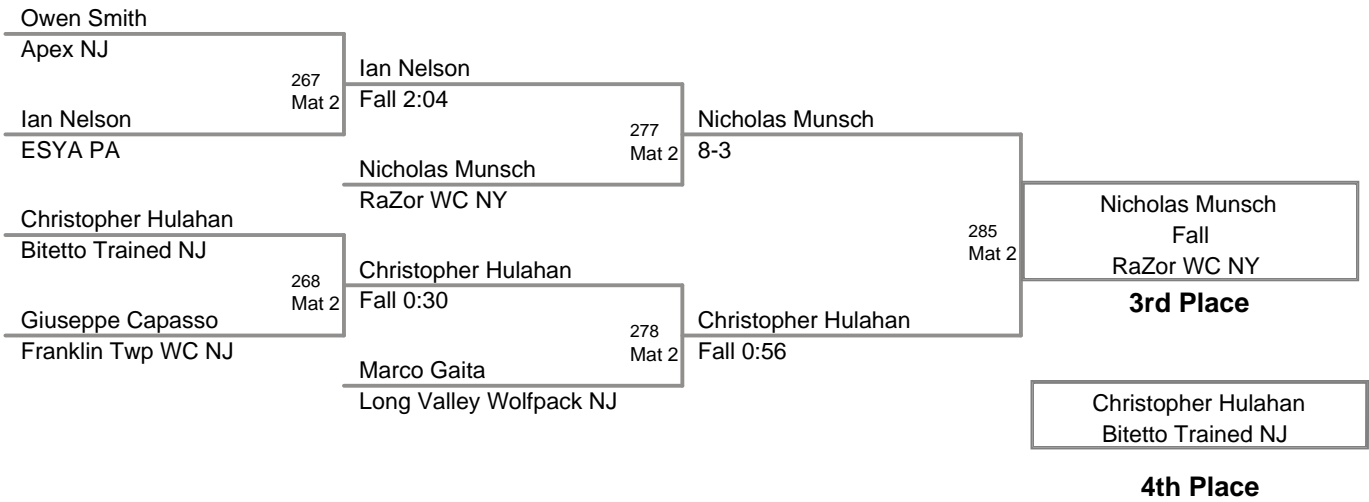 Owen Smith
Apex NJ
267
Mat 2
Ian Nelson
ESYA PA
Ian Nelson
Fall 2:04
277
Mat 2
Nicholas Munsch
RaZor WC NY
Nicholas Munsch
8-3
Christopher Hulahan
Bitetto Trained NJ
268
Mat 2
Giuseppe Capasso
Franklin Twp WC NJ
Christopher Hulahan
Fall 0:30
278
Mat 2
Marco Gaita
Long Valley Wolfpack NJ
Christopher Hulahan
Fall 0:56
285
Mat 2
Nicholas Munsch
Fall
RaZor WC NY
3rd Place
Christopher Hulahan
Bitetto Trained NJ
4th Place